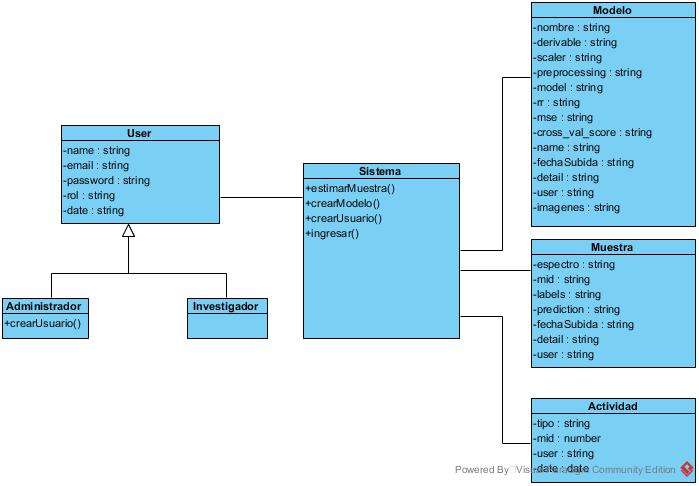 Modelo
-nombre : string
-derivable : string
-scaler : string
-preprocessing : string
-model : string
-rr : string
-mse : string
-cross_val_score : string
-name : string
-fechaSubida : string
-detail : string
-user : string
-imagenes : string
User
-name : string
-email : string
-password : string
-rol : string
-date : string
Sistema
+estimarMuestra()
+crearModelo()
+crearUsuario()
+ingresar()
Administrador
+crearUsuario()
Investigador
Muestra
-espectro : string
-mid : string
-labels : string
-prediction : string
-fechaSubida : string
-detail : string
-user : string
Actividad
-tipo : string
-mid : number
-user : string
-date : date
Powered By Visual Paradigm Community Edition